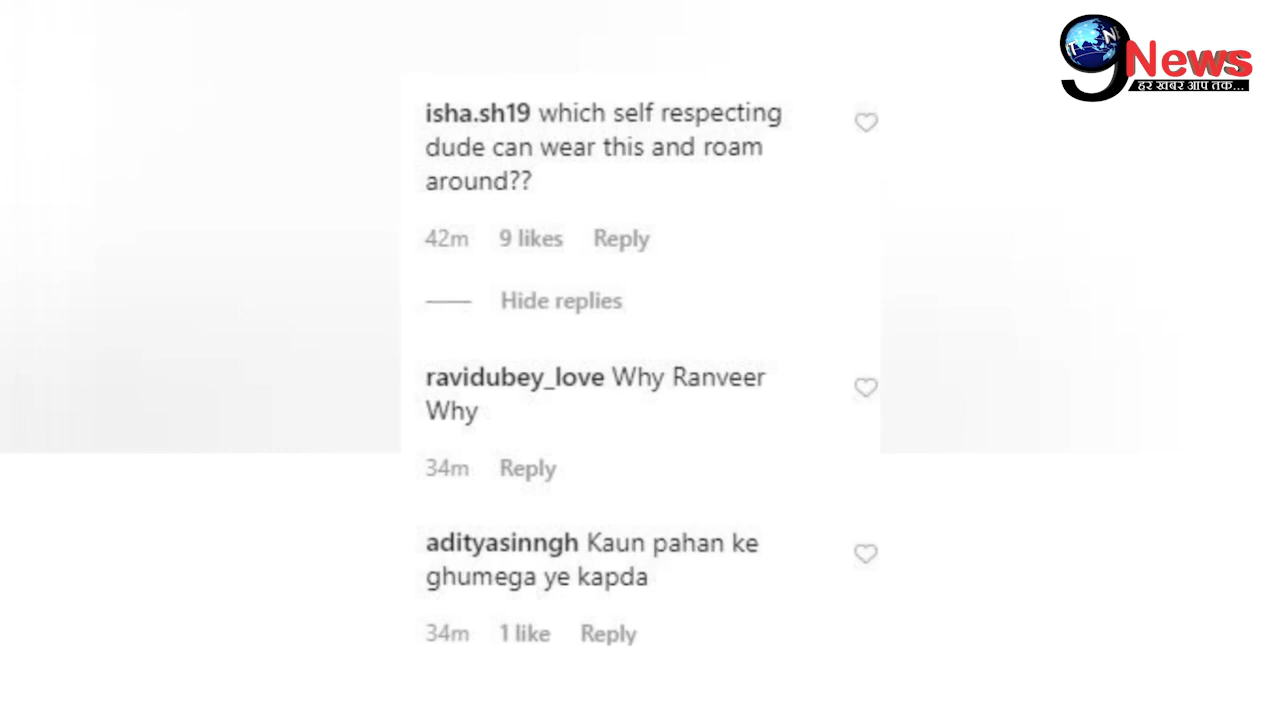 9News
हर खबर आप तक...
isha.sh19 which self respecting
dude can wear this and roam
around??
42m 9 likes Reply
Hide replies
ravidubey_love Why Ranveer
Why
34m Reply
adityasinngh Kaun pahan ke
ghumega ye kapda
34m 1 like Reply